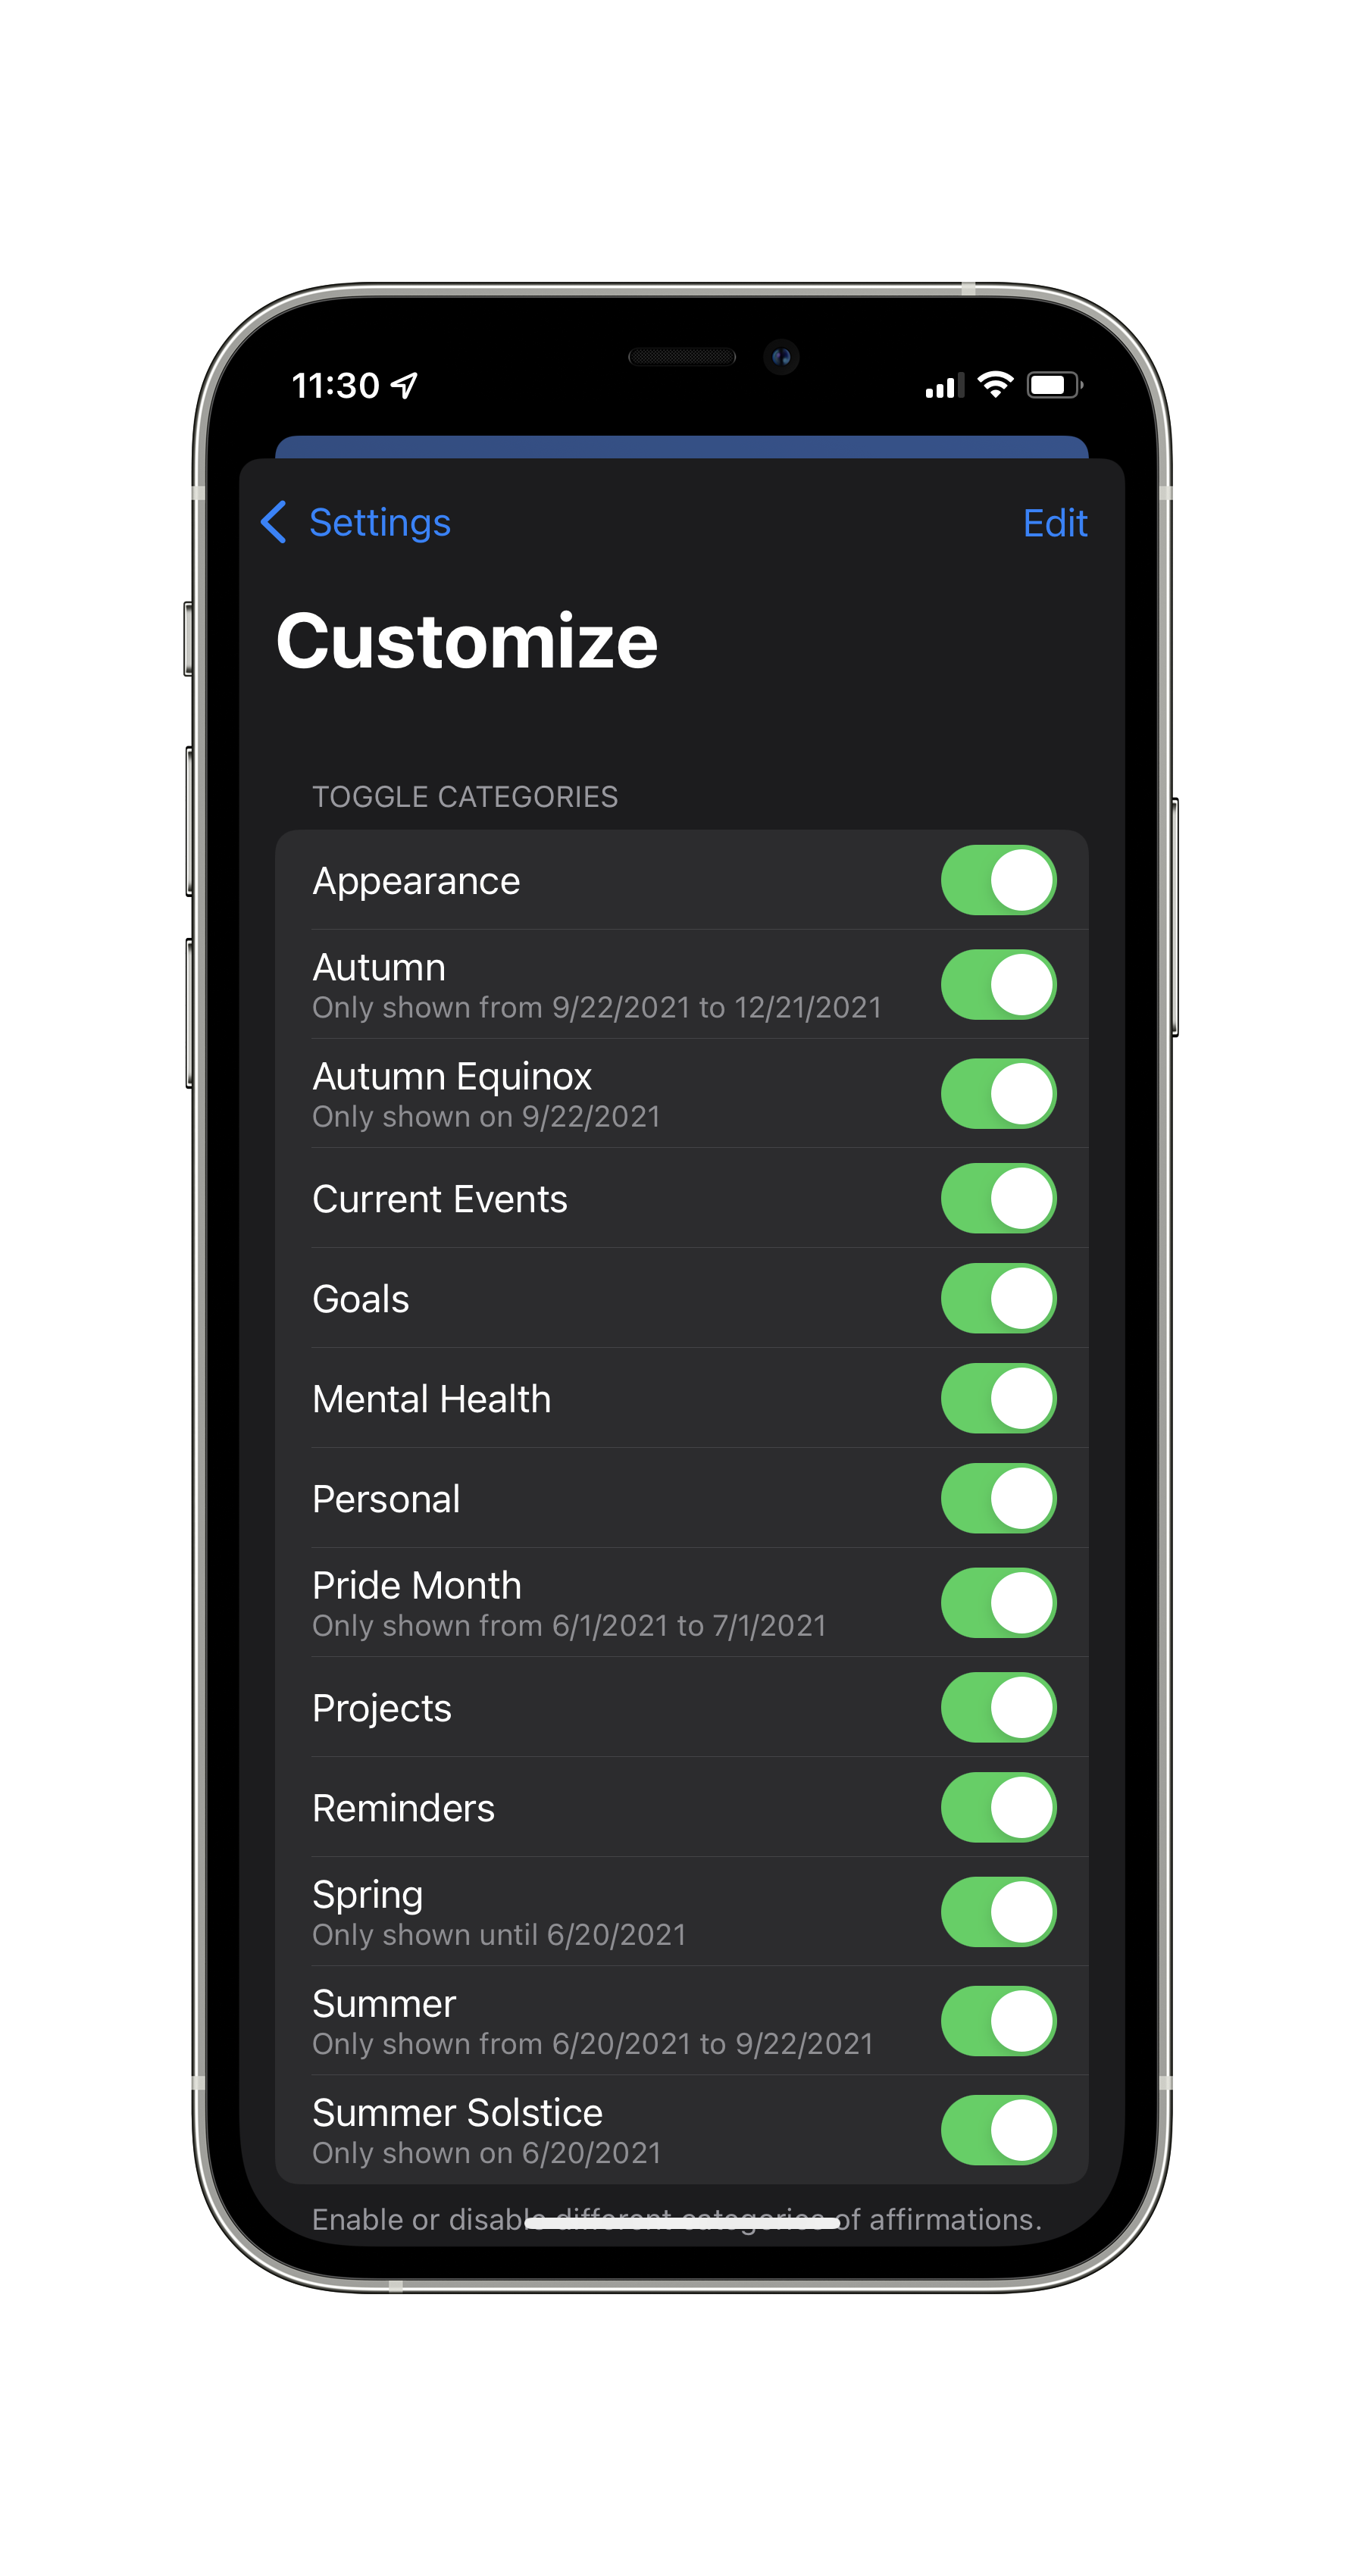 11:30
Settings
Edit
Customize
TOGGLE CATEGORIES
Appearance
Autumn
Only shown from 9/22/2021 to 12/21/2021
Autumn Equinox
Only shown on 9/22/2021
Current Events
Goals
Mental Health
Personal
Pride Month
Only shown from 6/1/2021 to 7/1/2021
Projects
Reminders
Spring
Only shown until 6/20/2021
Summer
Only shown from 6/20/2021 to 9/22/2021
Summer Solstice
Only shown on 6/20/2021
Enable or disable different categories of affirmations.